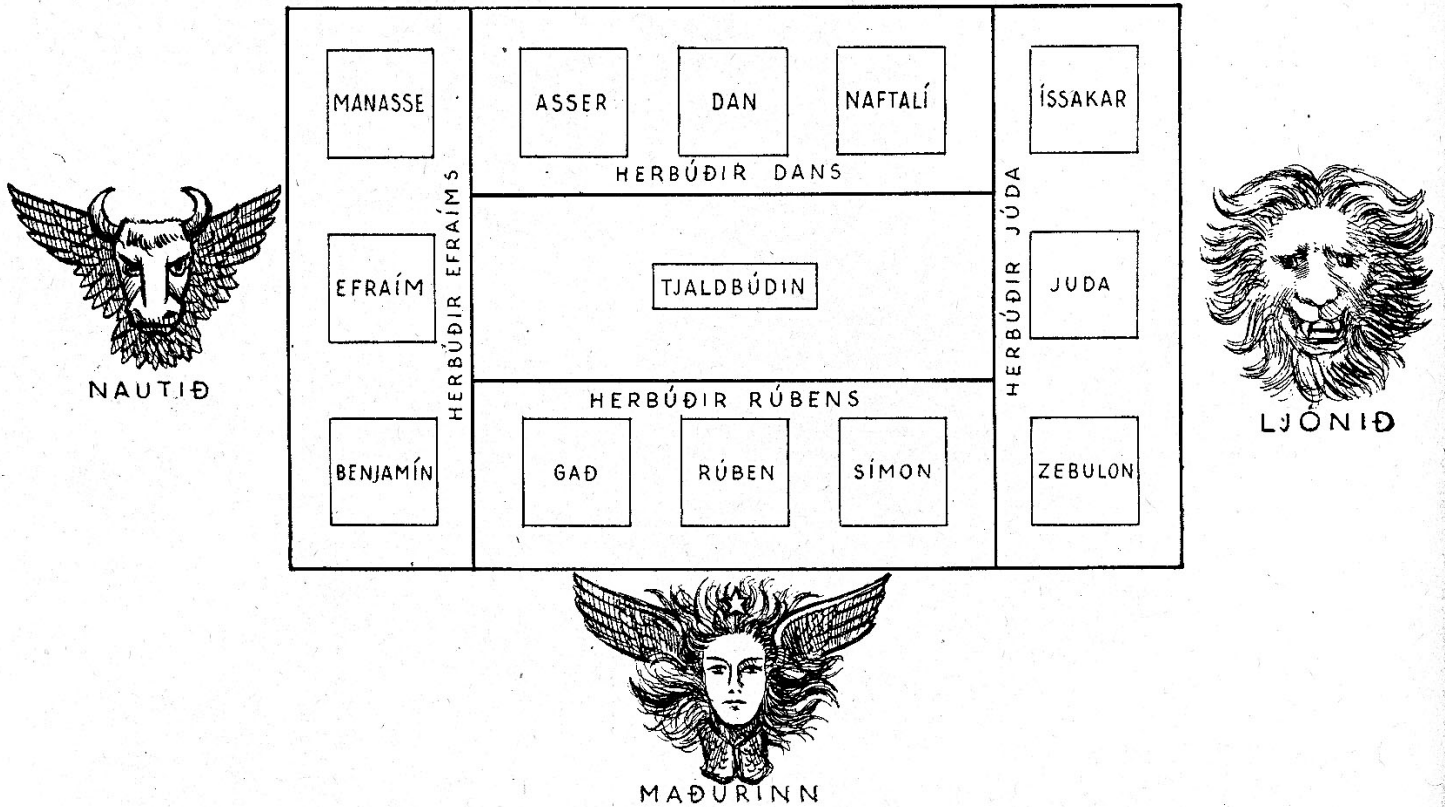 MANASSE
ASSER
DAN
NAFTALÍ
ÍSSAKAR
HERBÚÐIR DANS
HERBÚÐIR EFRAÍMS
HERBÚÐIR JÚDA
EFRAÍM
TJALDBÚÐIN
JUDA
NAUTIÐ
LJÓNIÐ
HERBÚÐIR RÚBENS
BENJAMÍN
GAÐ
RÚBEN
SÍMON
ZEBULON
MAÐURINN